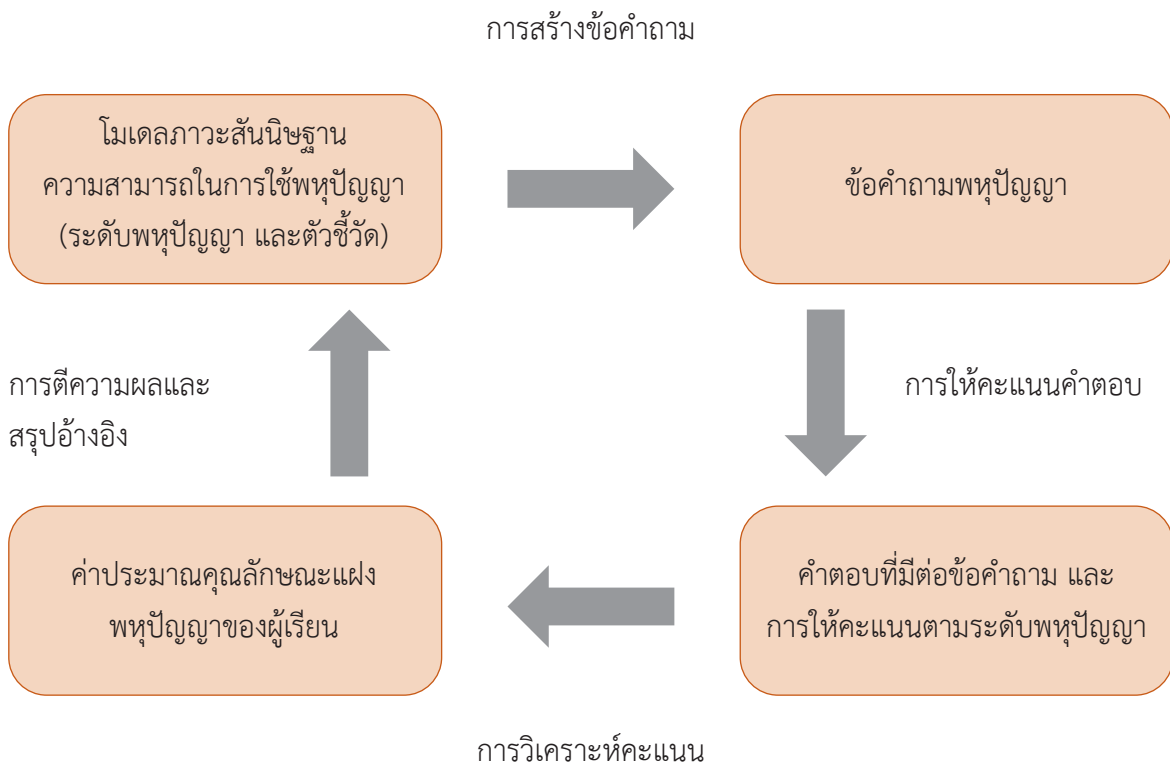 การสร้างข้อคำถาม
โมเดลภาวะสันนิษฐาน
ความสามารถในการใช้พหุปัญญา
(ระดับพหุปัญญา และตัวชี้วัด)
ข้อคำถามพหุปัญญา
การตีความผลและ
สรุปอ้างอิง
การให้คะแนนคำตอบ
ค่าประมาณคุณลักษณะแฝง
พหุปัญญาของผู้เรียน
คำตอบที่มีต่อข้อคำถาม และ
การให้คะแนนตามระดับพหุปัญญา
การวิเคราะห์คะแนน